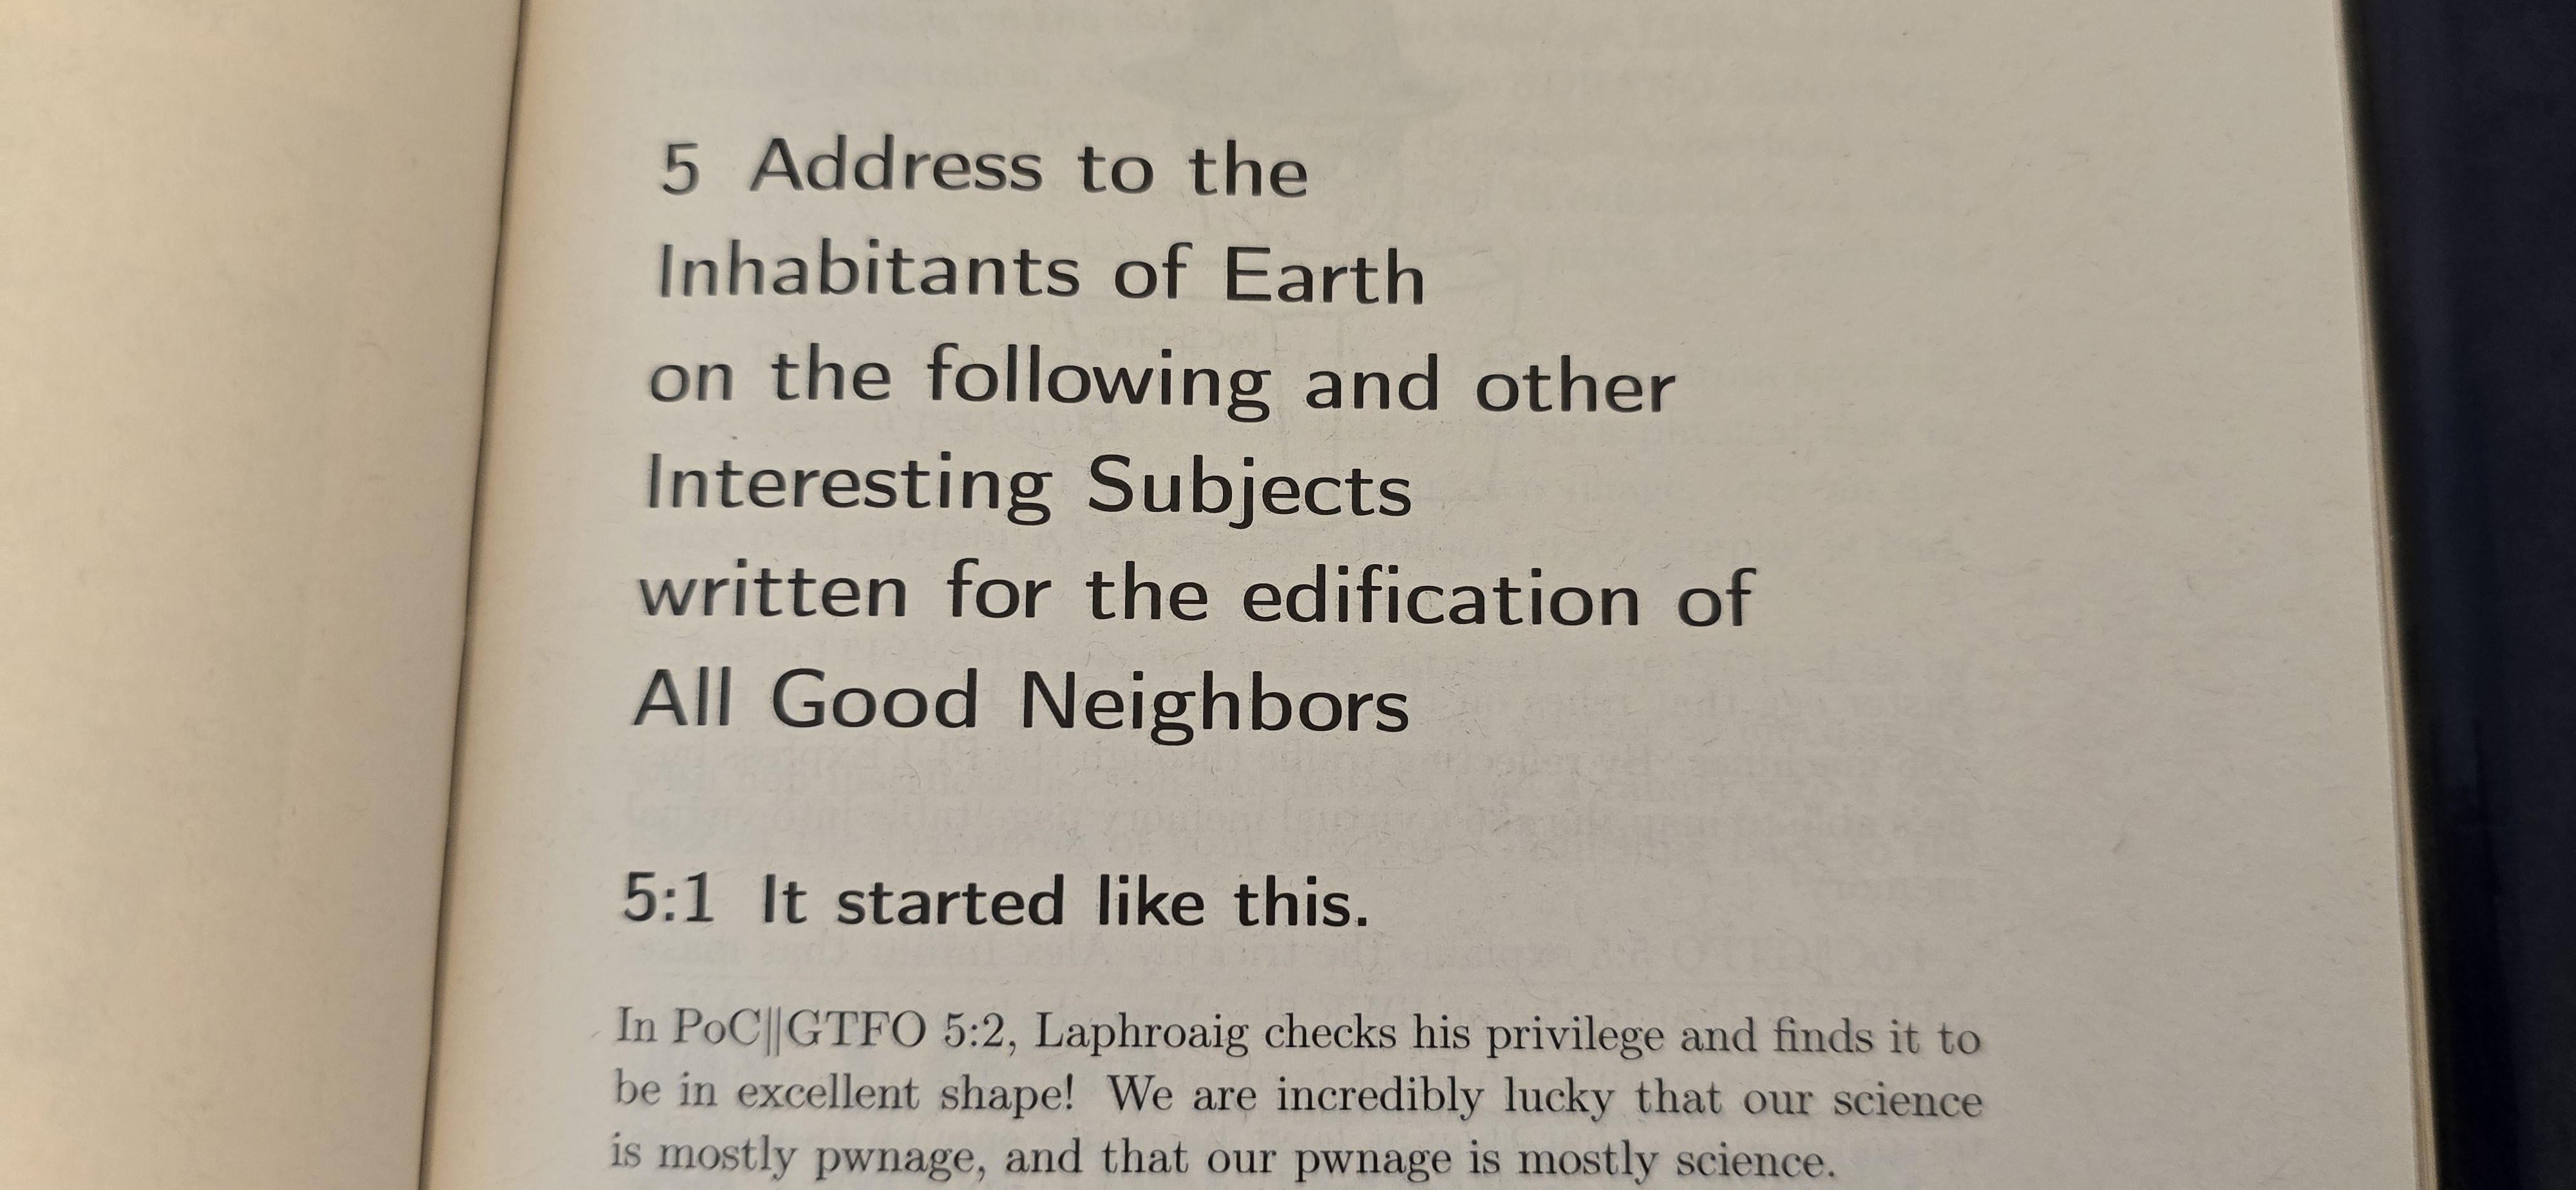 5 Address to the
Inhabitants of Earth
on the following and other
Interesting Subjects
written for the edification of
All Good Neighbors
5:1 It started like this.
In PoC||GTFO 5:2, Laphroaig checks his privilege and finds it to
be in excellent shape! We are incredibly lucky that our science
is mostly pwnage, and that our pwnage is mostly science.